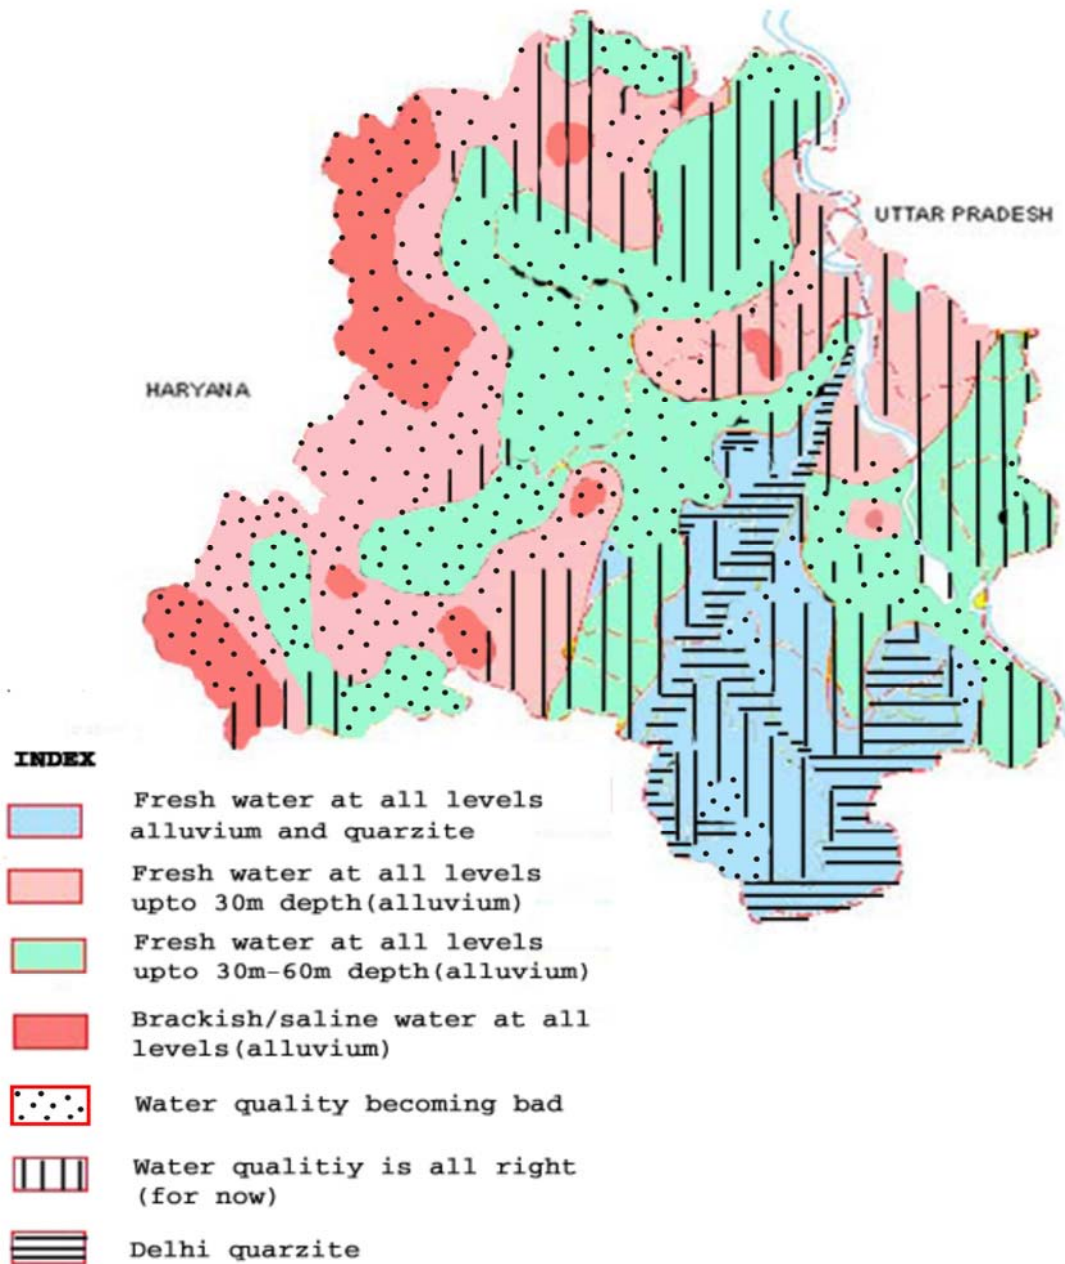 UTTAR PRADESH
HARYANA
INDEX
Fresh water at all levels
alluvium and quarzite
Fresh water at all levels
upto 30m depth(alluvium)
Fresh water at all levels
upto 30m-60m depth(alluvium)
Brackish/saline water at all
levels(alluvium)
Water quality becoming bad
Water qualitiy is all right
(for now)
Delhi quarzite